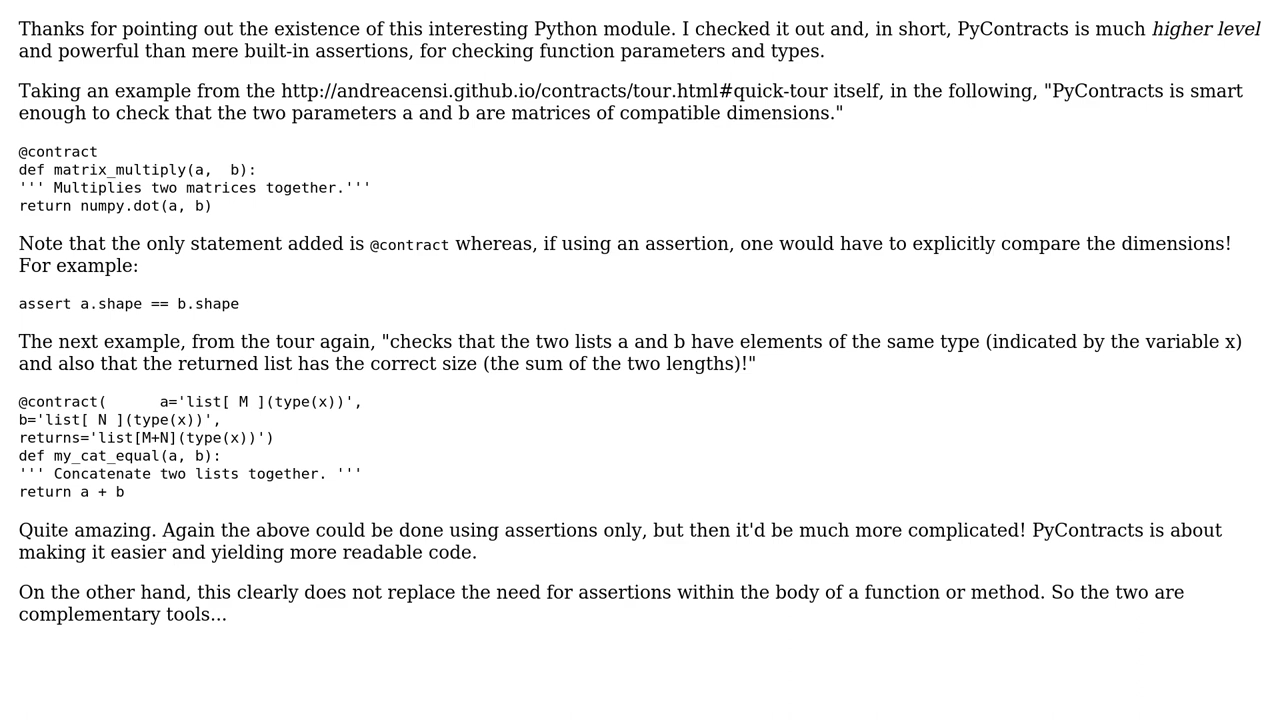 Thanks for pointing out the existence of this interesting Python module. I checked it out and, in short, PyContracts is much higher level
and powerful than mere built-in assertions, for checking function parameters and types.
Taking an example from the http://andreacensi.github.io/contracts/tour.html#quick-tour itself, in the following, "PyContracts is smart
enough to check that the two parameters a and b are matrices of compatible dimensions."
@contract
def matrix_multiply(a,  b):
''' Multiplies two matrices together.'''
return numpy.dot(a, b)
Note that the only statement added is @contract whereas, if using an assertion, one would have to explicitly compare the dimensions!
For example:
assert a.shape == b.shape
The next example, from the tour again, "checks that the two lists a and b have elements of the same type (indicated by the variable x)
and also that the returned list has the correct size (the sum of the two lengths)!"
@contract(      a='list[ M ](type(x))',
b='list[ N ](type(x))',
returns='list[M+N](type(x))')
def my_cat_equal(a, b):
''' Concatenate two lists together. '''
return a + b
Quite amazing. Again the above could be done using assertions only, but then it'd be much more complicated! PyContracts is about
making it easier and yielding more readable code.
On the other hand, this clearly does not replace the need for assertions within the body of a function or method. So the two are
complementary tools...